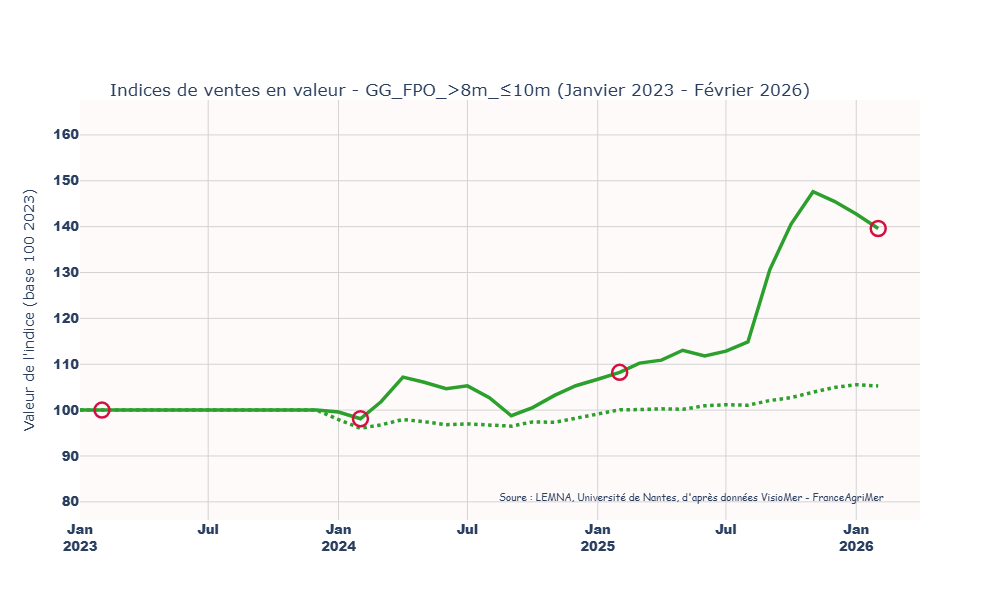 Indices de ventes en valeur - GG_FPO_>8m_≤10m (Janvier 2023 - Février 2026)
Valeur de l'indice (base 100 2023)
160
150
140
130
120
110
100
90
80
Soure : LEMNA, Université de Nantes, d'après données VisioMer - FranceAgriMer
Jan Jul Jan Jul Jan Jul Jan
2023 2024 2025 2026